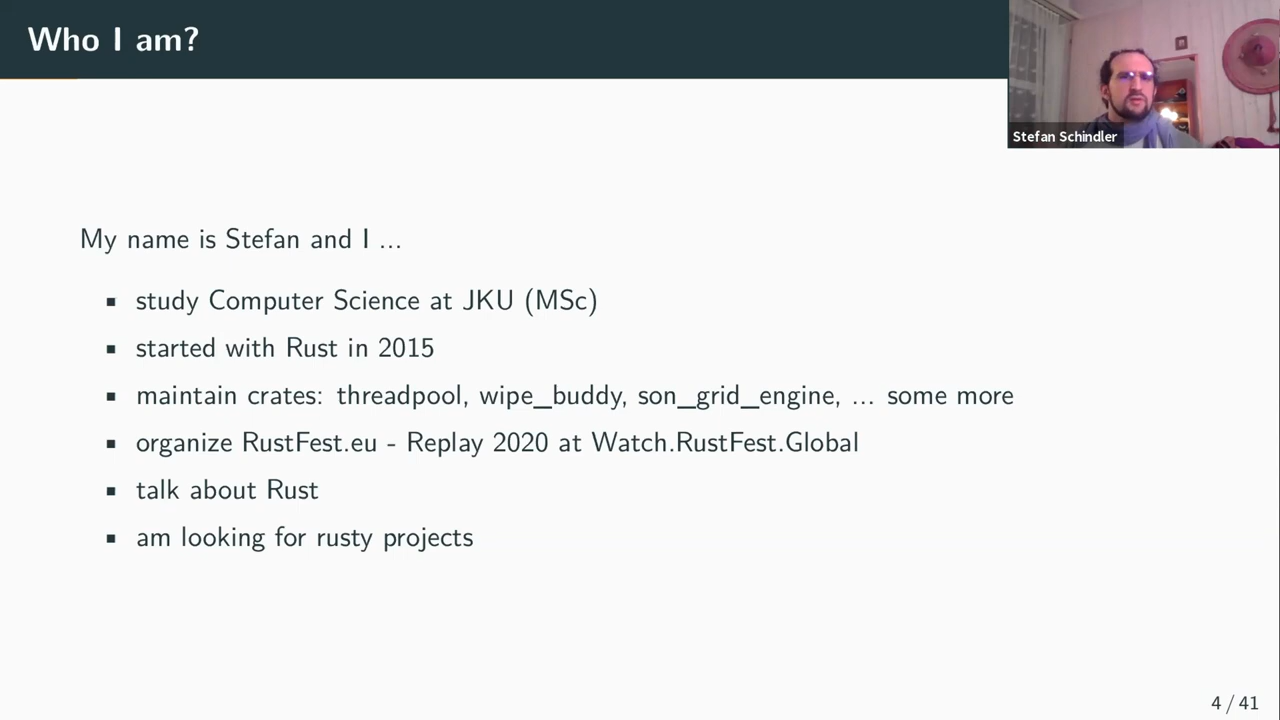 Who I am?
Stefan Schindler
My name is Stefan and I ...
▪ study Computer Science at JKU (MSc)
▪ started with Rust in 2015
▪ maintain crates: threadpool, wipe_buddy, son_grid_engine, ... some more
▪ organize RustFest.eu - Replay 2020 at Watch.RustFest.Global
▪ talk about Rust
▪ am looking for rusty projects
4 / 41